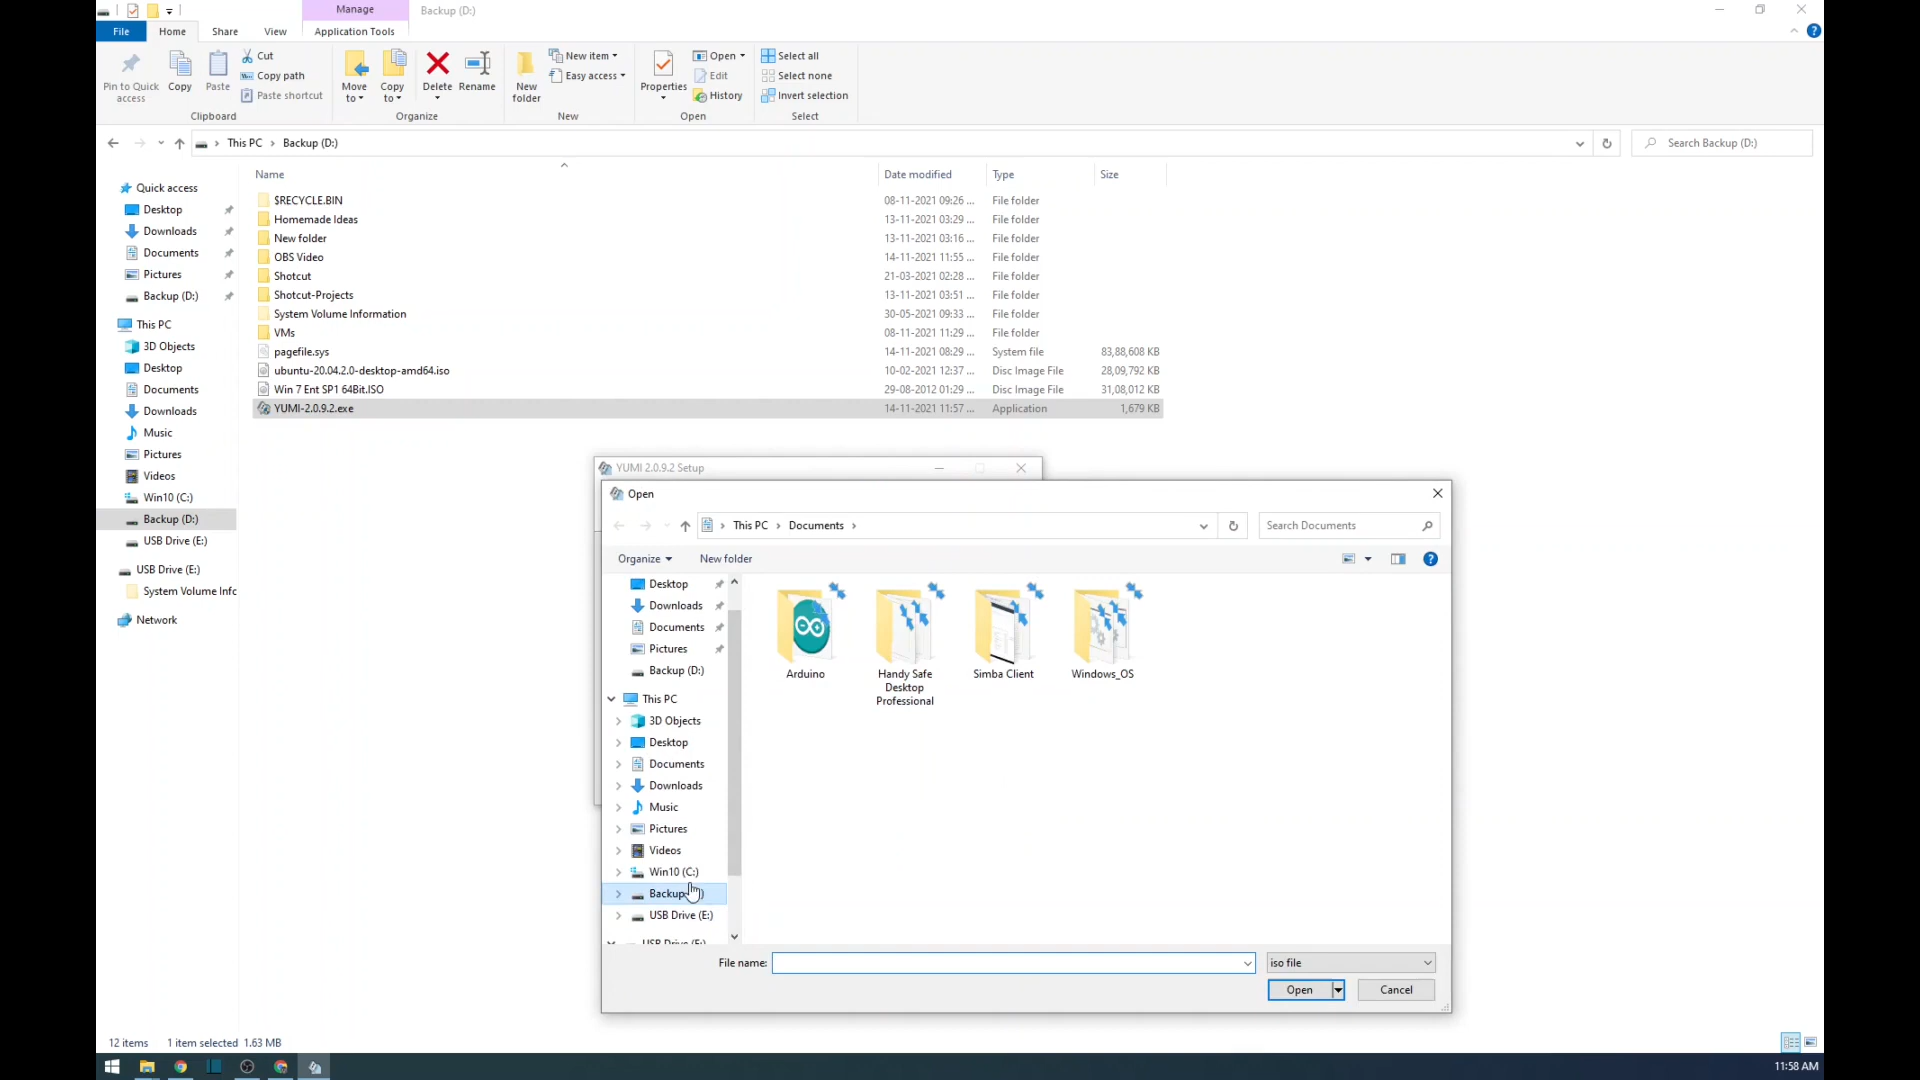 Manage
Backup (D:)
File
Home
Share
View
Application Tools
Pin to Quick
access
Copy
Paste
Cut
Copy path
Paste shortcut
Clipboard
Move
to
Copy
to
Delete
Rename
Organize
New
folder
New item
Easy access
New
Properties
Open
Edit
History
Open
Select all
Select none
Invert selection
Select
This PC
Backup (D:)
Search Backup (D:)
Name
Date modified
Type
Size
$RECYCLE.BIN 08-11-2021 09:26 ... File folder
Homemade Ideas 13-11-2021 03:29 ... File folder
New folder 13-11-2021 03:16 ... File folder
OBS Video 14-11-2021 11:55 ... File folder
Shotcut 21-03-2021 02:28 ... File folder
Shotcut-Projects 13-11-2021 03:51 ... File folder
System Volume Information 30-05-2021 09:33 ... File folder
VMs 08-11-2021 11:29 ... File folder
pagefile.sys 14-11-2021 08:29 ... System file 83,88,608 KB
ubuntu-20.04.2.0-desktop-amd64.iso 10-02-2021 12:37 ... Disc Image File 28,09,792 KB
Win 7 Ent SP1 64Bit.ISO 29-08-2012 01:29 ... Disc Image File 31,08,012 KB
YUMI-2.0.9.2.exe 14-11-2021 11:57 ... Application 1,679 KB
Quick access
Desktop
Downloads
Documents
Pictures
Backup (D:)
This PC
3D Objects
Desktop
Documents
Downloads
Music
Pictures
Videos
Win10 (C:)
Backup (D:)
USB Drive (E:)
USB Drive (E:)
System Volume Infc
Network
YUMI 2.0.9.2 Setup
Open
This PC
Documents
Search Documents
Organize
New folder
Desktop
Downloads
Documents
Pictures
Backup (D:)
This PC
3D Objects
Desktop
Documents
Downloads
Music
Pictures
Videos
Win10 (C:)
Backup
USB Drive (E:)
USB Drive (E:)
Arduino
Handy Safe
Desktop
Professional
Simba Client
Windows_OS
File name:
iso file
Open
Cancel
12 items
1 item selected 1.63 MB
11:58 AM